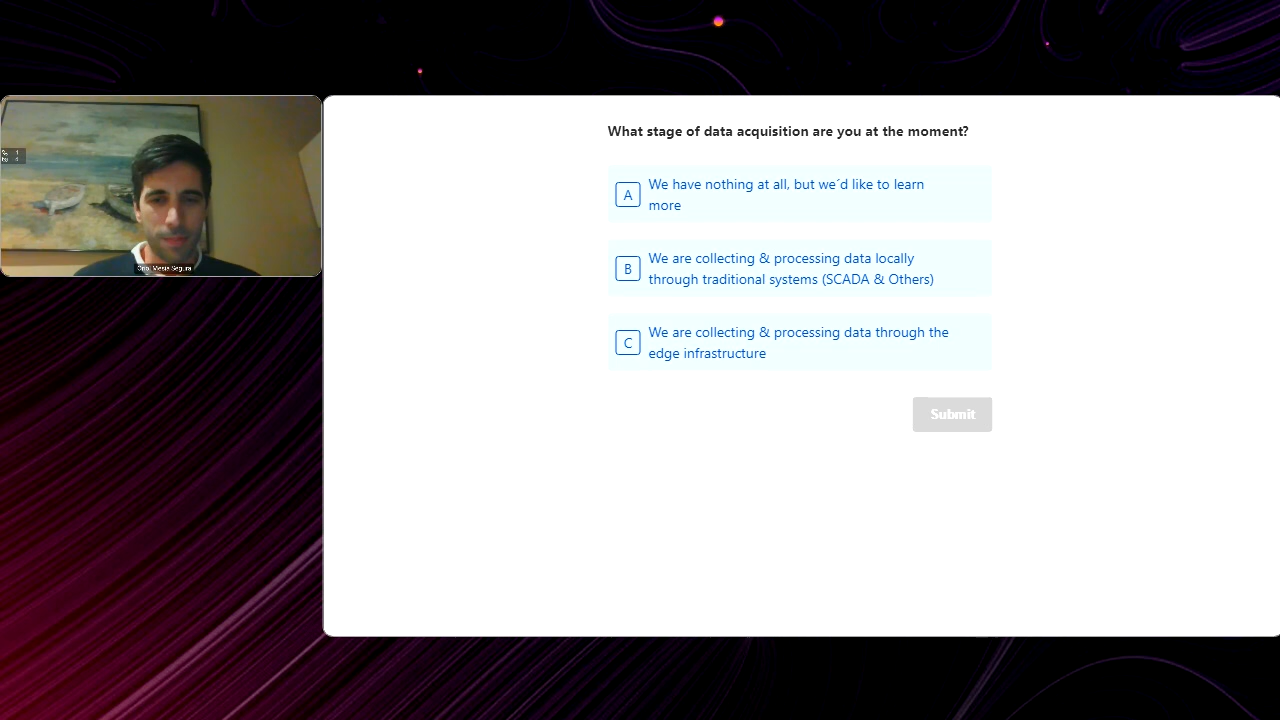 What stage of data acquisition are you at the moment?
A
We have nothing at all, but we´d like to learn
more
B
We are collecting & processing data locally
through traditional systems (SCADA & Others)
C
We are collecting & processing data through the
edge infrastructure
Submit
Mesia Segura